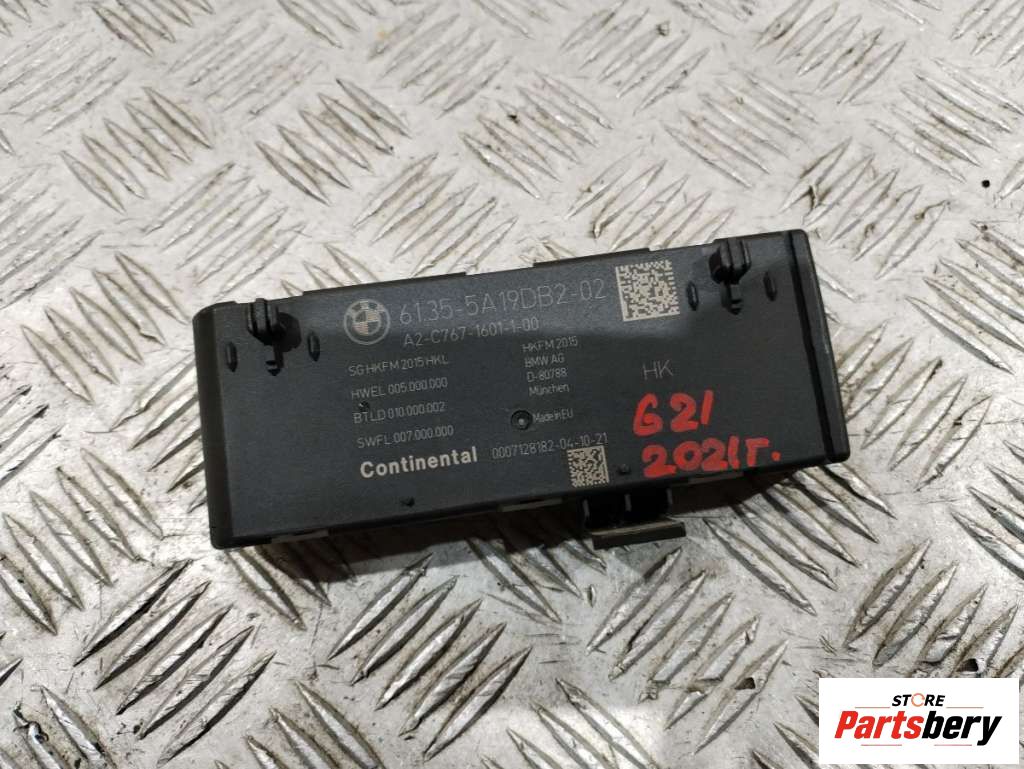 61.35-5A19DB2-02
A2-C767-1601-1-00
SG HKFM 2015 HKL
HWEL 005.000.000
BTLD 010.000.002
SWFL 007.000.000
HKFM 2015
BMW AG
D-80788
München
Made in EU
Continental 0007128182-04-10-21
HK
G21
2021г.
STORE
Partsbery